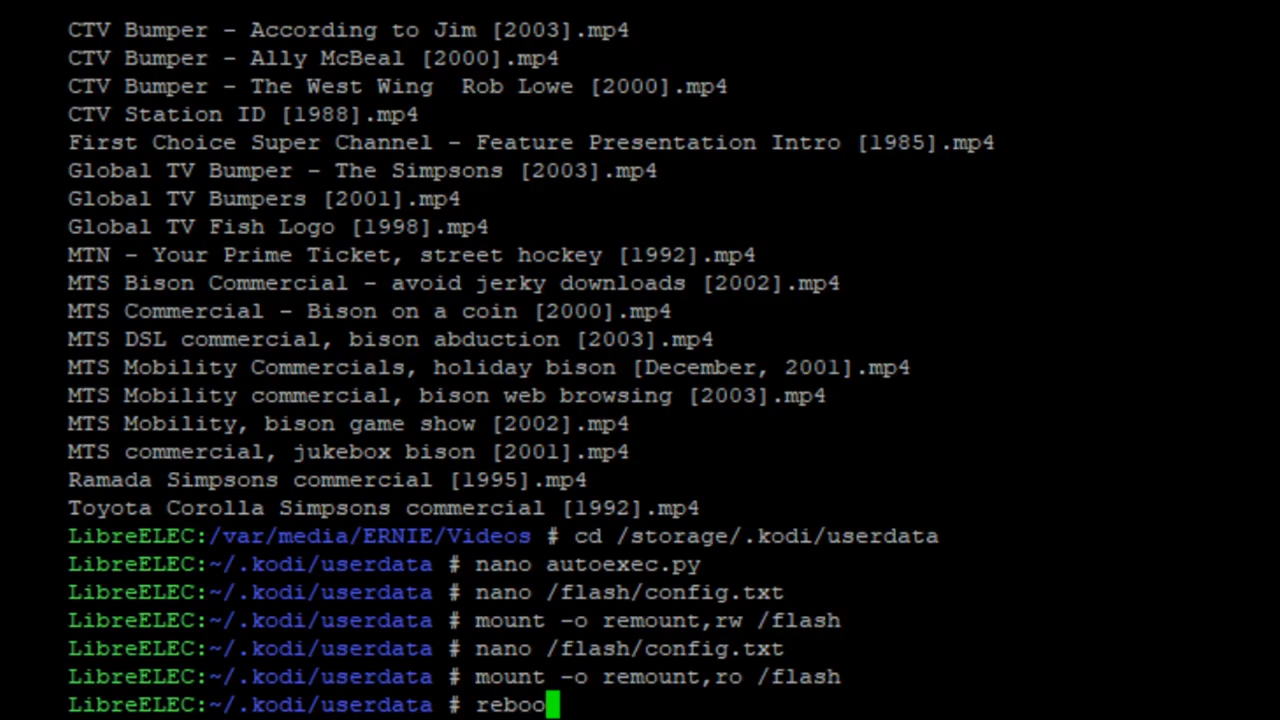 CTV Bumper - According to Jim [2003].mp4
CTV Bumper - Ally McBeal [2000].mp4
CTV Bumper - The West Wing  Rob Lowe [2000].mp4
CTV Station ID [1988].mp4
First Choice Super Channel - Feature Presentation Intro [1985].mp4
Global TV Bumper - The Simpsons [2003].mp4
Global TV Bumpers [2001].mp4
Global TV Fish Logo [1998].mp4
MTN - Your Prime Ticket, street hockey [1992].mp4
MTS Bison Commercial - avoid jerky downloads [2002].mp4
MTS Commercial - Bison on a coin [2000].mp4
MTS DSL commercial, bison abduction [2003].mp4
MTS Mobility Commercials, holiday bison [December, 2001].mp4
MTS Mobility commercial, bison web browsing [2003].mp4
MTS Mobility, bison game show [2002].mp4
MTS commercial, jukebox bison [2001].mp4
Ramada Simpsons commercial [1995].mp4
Toyota Corolla Simpsons commercial [1992].mp4
LibreELEC:/var/media/ERNIE/Videos # cd /storage/.kodi/userdata
LibreELEC:~/.kodi/userdata # nano autoexec.py
LibreELEC:~/.kodi/userdata # nano /flash/config.txt
LibreELEC:~/.kodi/userdata # mount -o remount,rw /flash
LibreELEC:~/.kodi/userdata # nano /flash/config.txt
LibreELEC:~/.kodi/userdata # mount -o remount,ro /flash
LibreELEC:~/.kodi/userdata # reboo